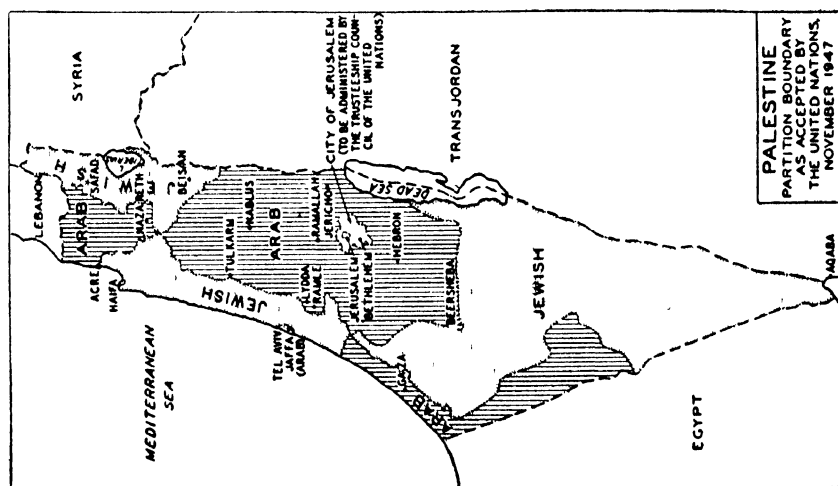 PALESTINE
PARTITION BOUNDARY
AS ACCEPTED BY
THE UNITED NATIONS,
NOVEMBER 1947
MEDITERRANEAN
SEA
LEBANON
SYRIA
ACRE
HAIFA
ARAB
SAFAD
NAZARETH
BEISAN
JEWISH
TULKARM
NABLUS
ARAB
TEL AVIV
JAFFA
(ARAB)
LYDDA
RAMLE
RAMALLAH
JERICHO
CITY OF JERUSALEM
(TO BE ADMINISTERED BY
THE TRUSTEESHIP COUN-
CIL OF THE UNITED
NATIONS)
JERUSALEM
BETHLEHEM
HEBRON
DEAD SEA
TRANSJORDAN
GAZA
ARAB
BEERSHEBA
JEWISH
EGYPT
AQABA